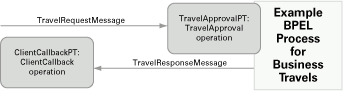 TravelRequestMessage
TravelApprovalPT:
TravelApproval
operation
ClientCallbackPT:
ClientCallback
operation
TravelResponseMessage
Example
BPEL
Process
for
Business
Travels